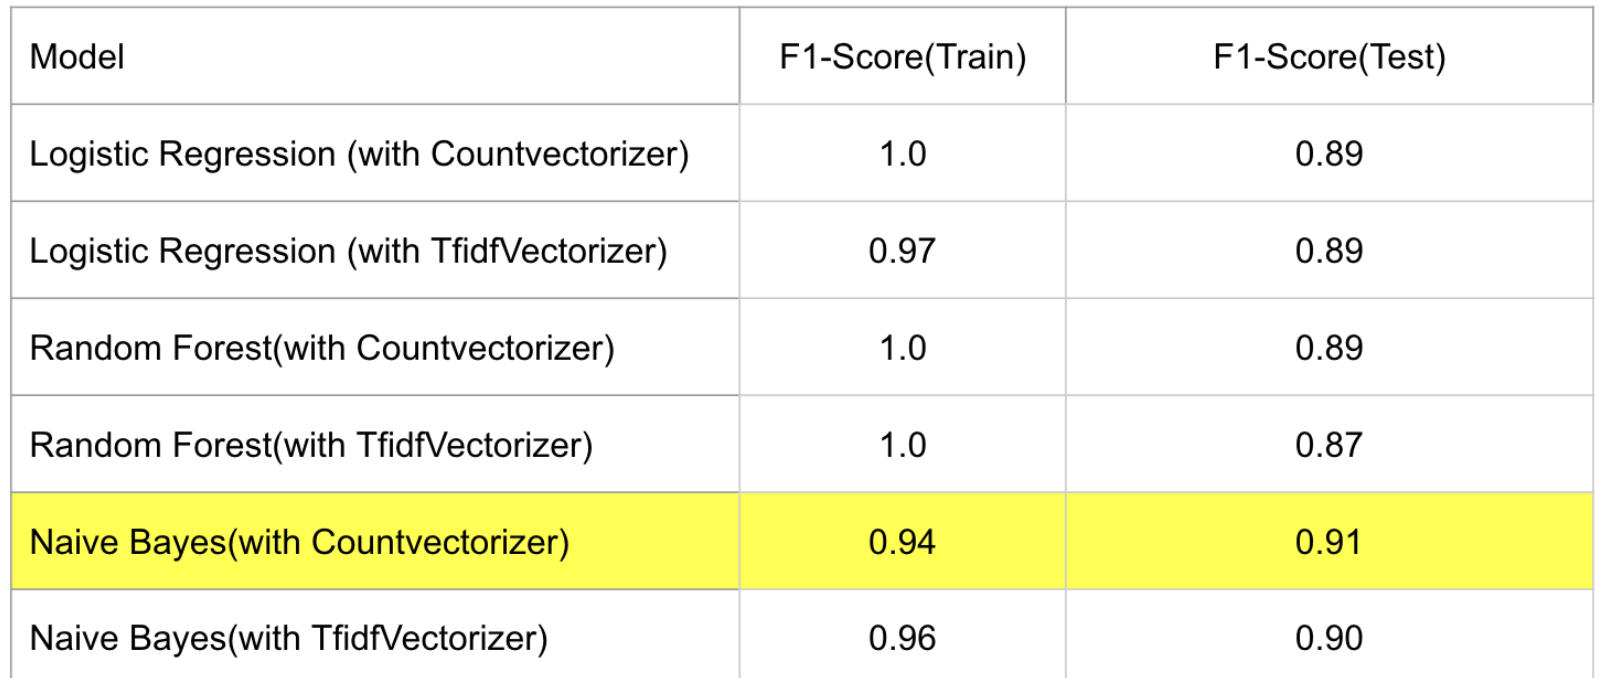 Model F1-Score(Train) F1-Score(Test)
Logistic Regression (with Countvectorizer) 1.0 0.89
Logistic Regression (with TfidfVectorizer) 0.97 0.89
Random Forest(with Countvectorizer) 1.0 0.89
Random Forest(with TfidfVectorizer) 1.0 0.87
Naive Bayes(with Countvectorizer) 0.94 0.91
Naive Bayes(with TfidfVectorizer) 0.96 0.90